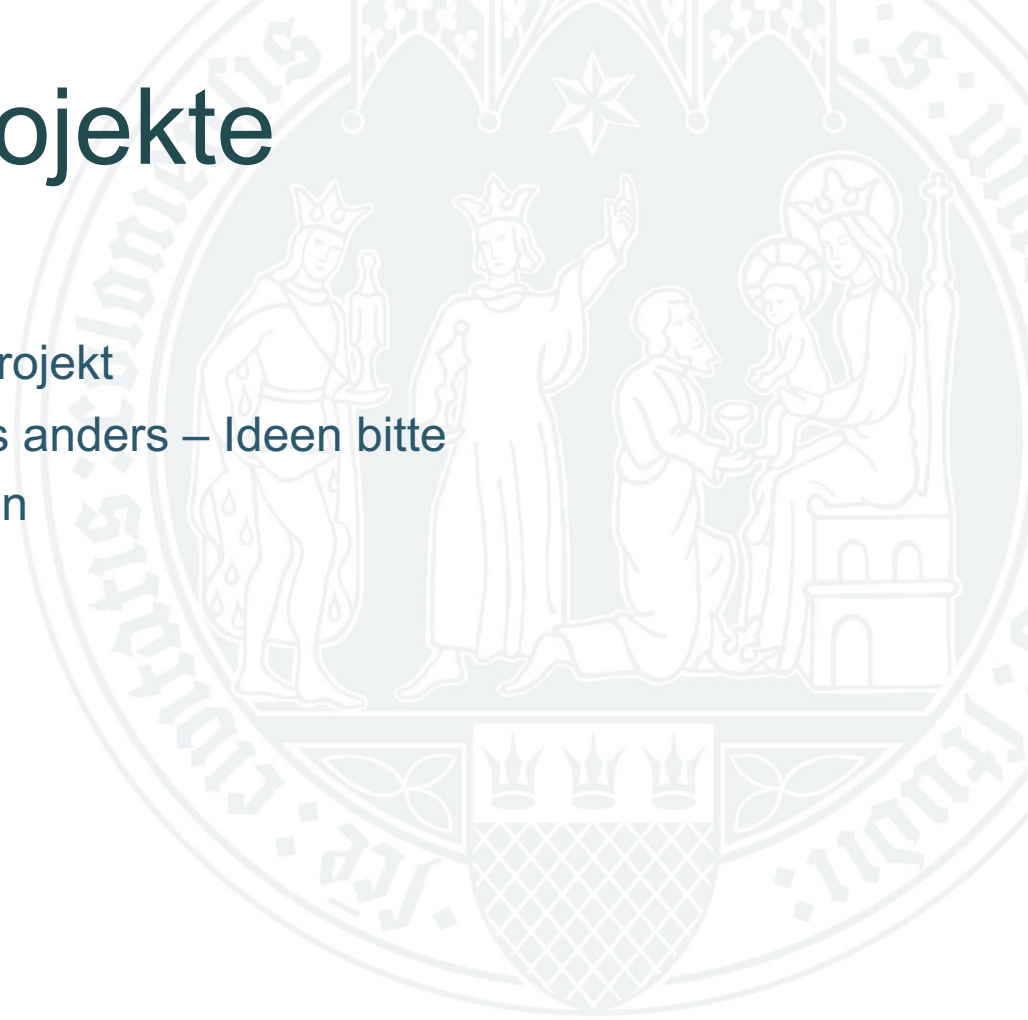 ojekte
rojekt
s anders – Ideen bitte
n